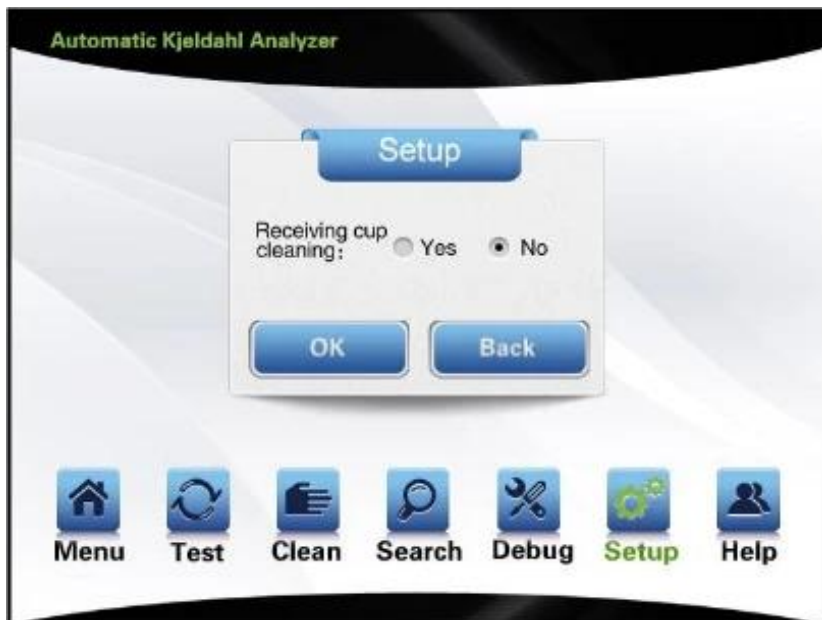 Automatic Kjeldahl Analyzer
Setup
Receiving cup
cleaning: Yes No
OK Back
Menu Test Clean Search Debug Setup Help